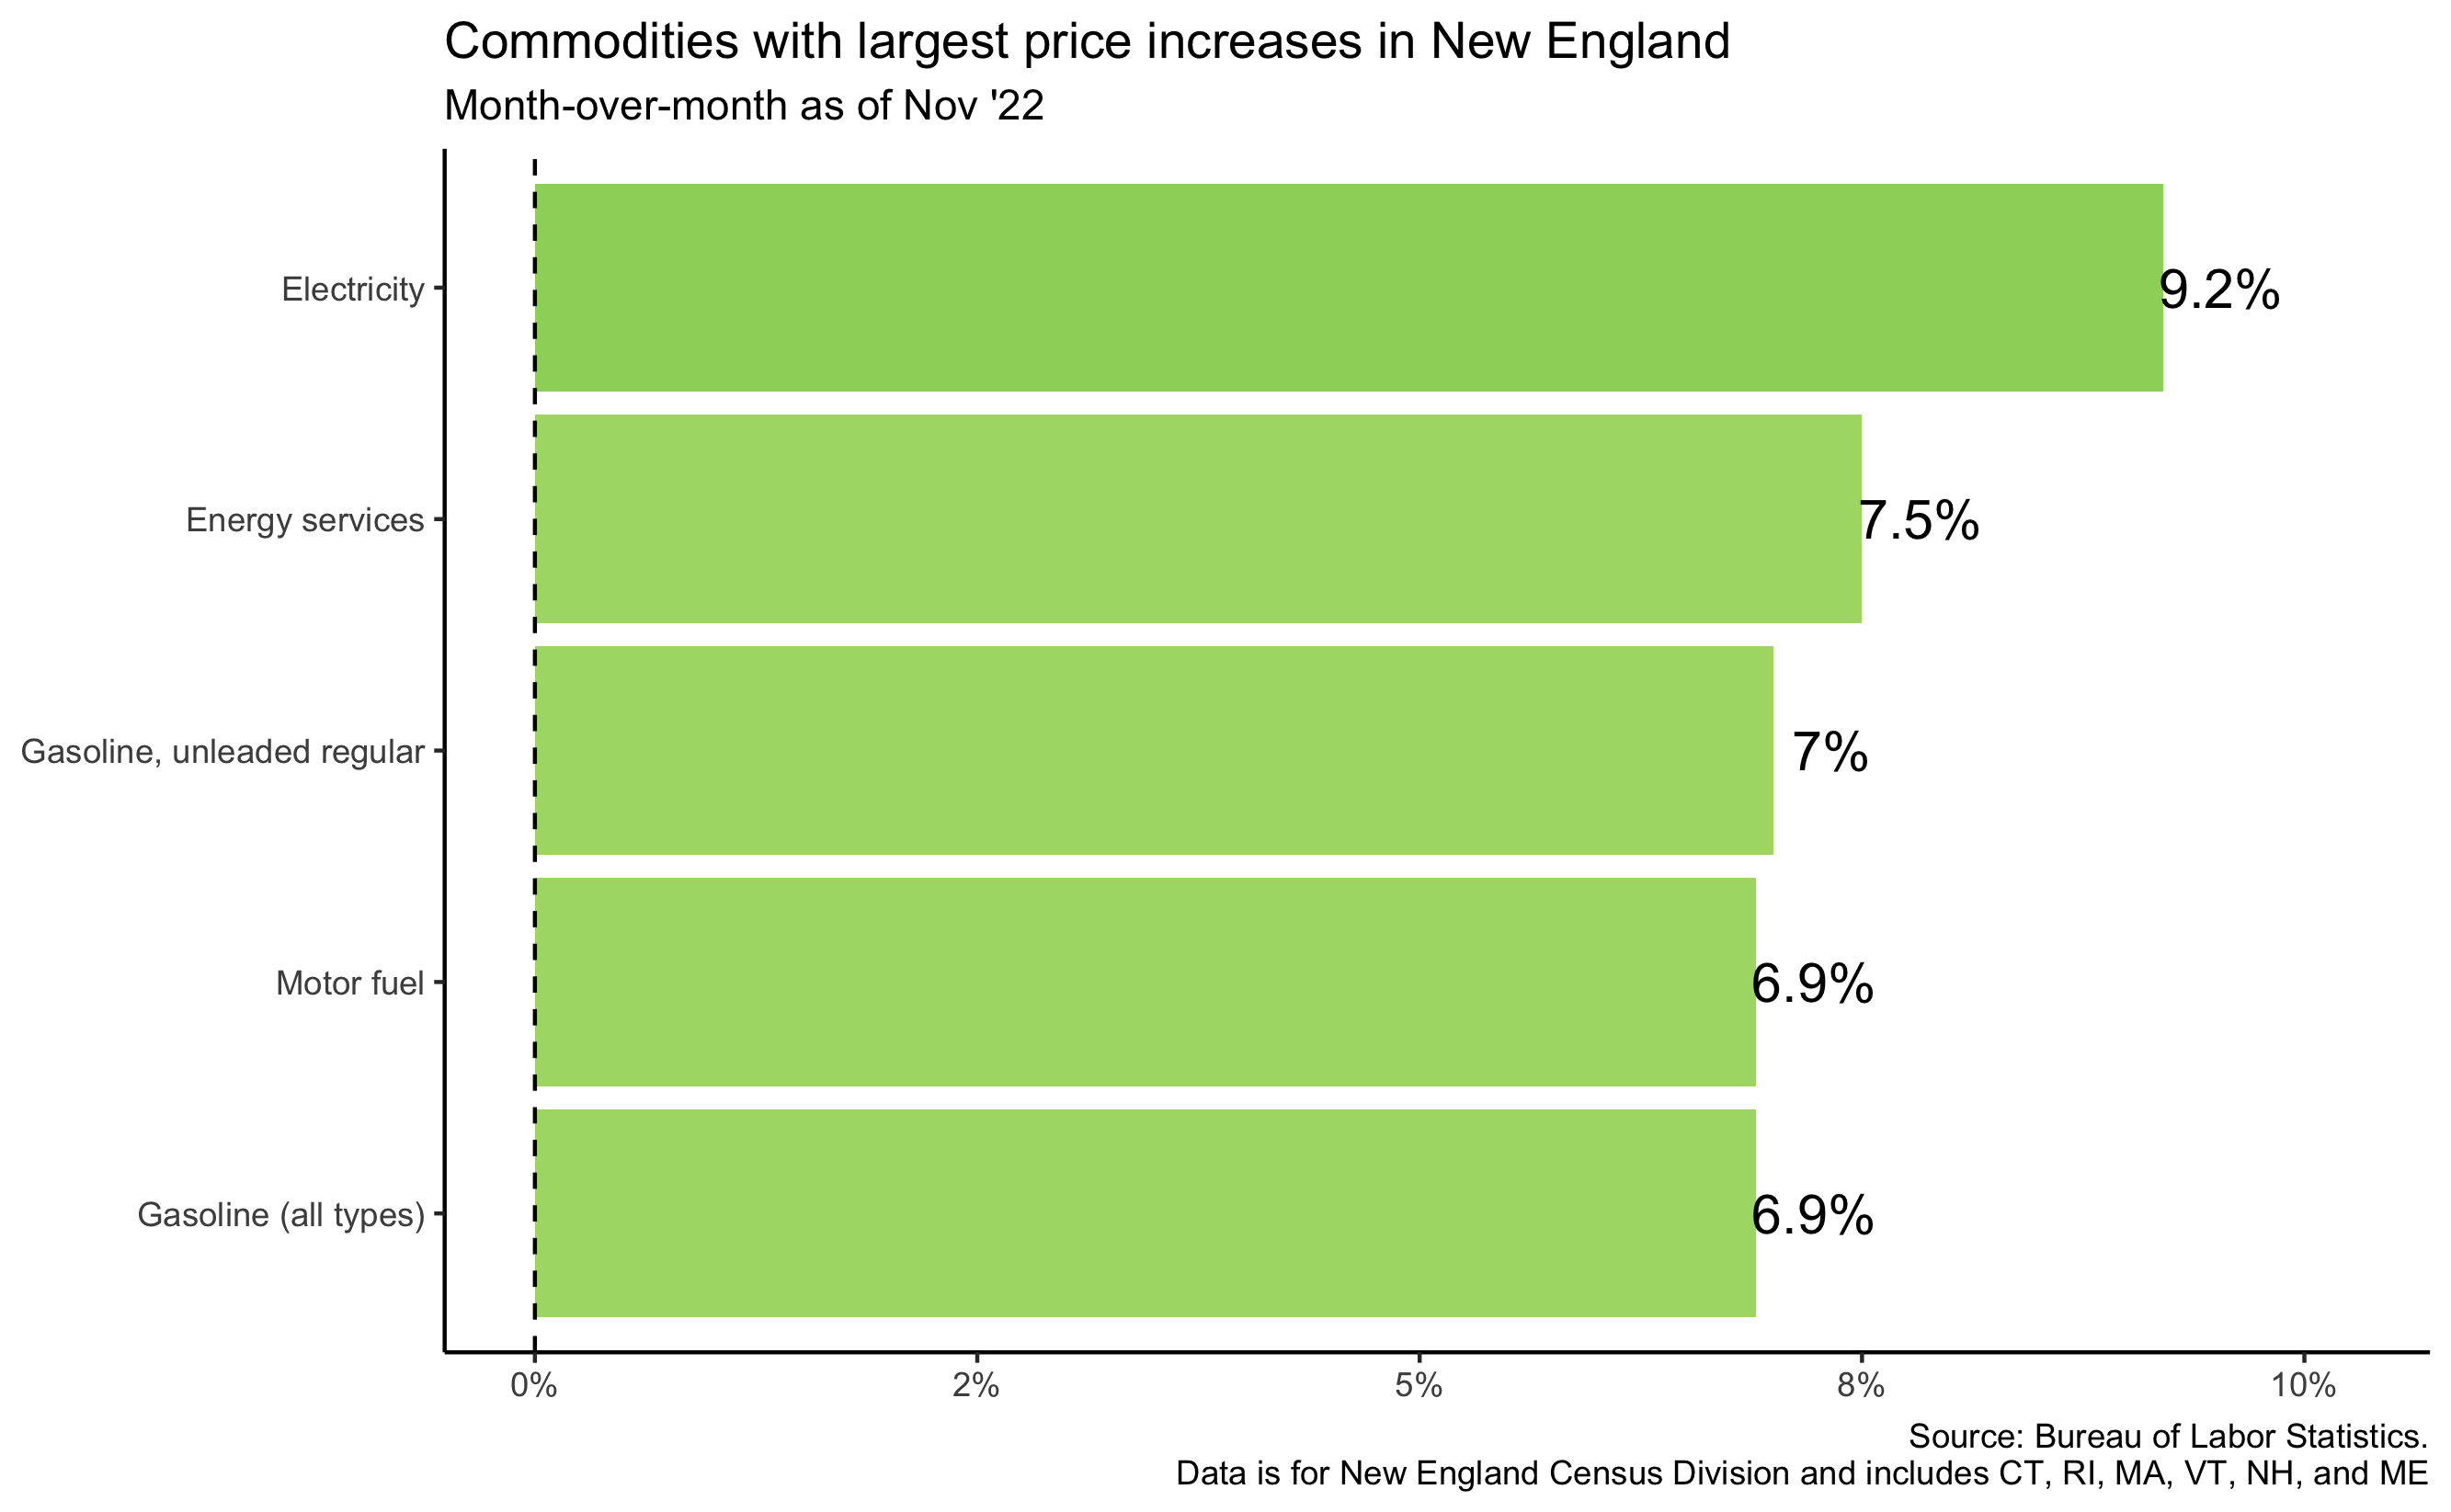 Commodities with largest price increases in New England
Month-over-month as of Nov '22
Electricity
9.2%
Energy services
7.5%
Gasoline, unleaded regular
7%
Motor fuel
6.9%
Gasoline (all types)
6.9%
0%
2%
5%
8%
10%
Source: Bureau of Labor Statistics.
Data is for New England Census Division and includes CT, RI, MA, VT, NH, and ME